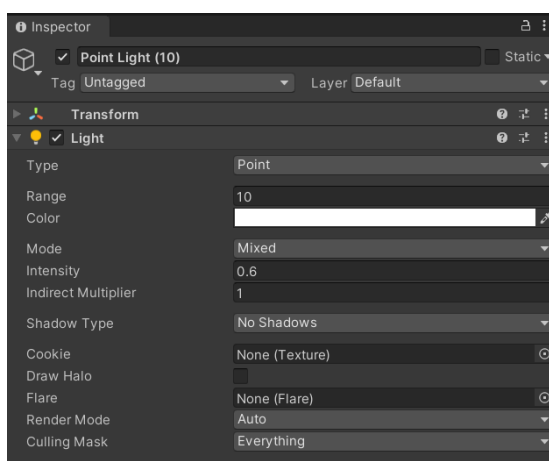 Inspector
Point Light (10) Static
Tag Untagged Layer Default
Transform
Light
Type Point
Range 10
Color
Mode Mixed
Intensity 0.6
Indirect Multiplier 1
Shadow Type No Shadows
Cookie None (Texture)
Draw Halo
Flare None (Flare)
Render Mode Auto
Culling Mask Everything